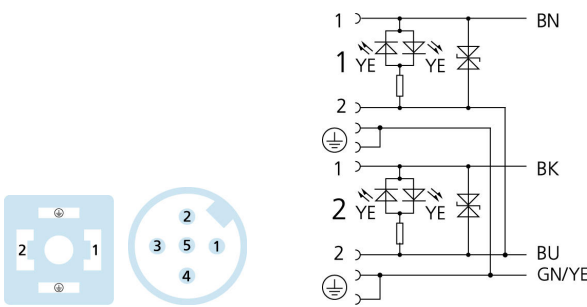 1 BN
1 YE YE
2
1 BK
2 YE YE
2 BU
GN/YE
2 1
2
3 5 1
4